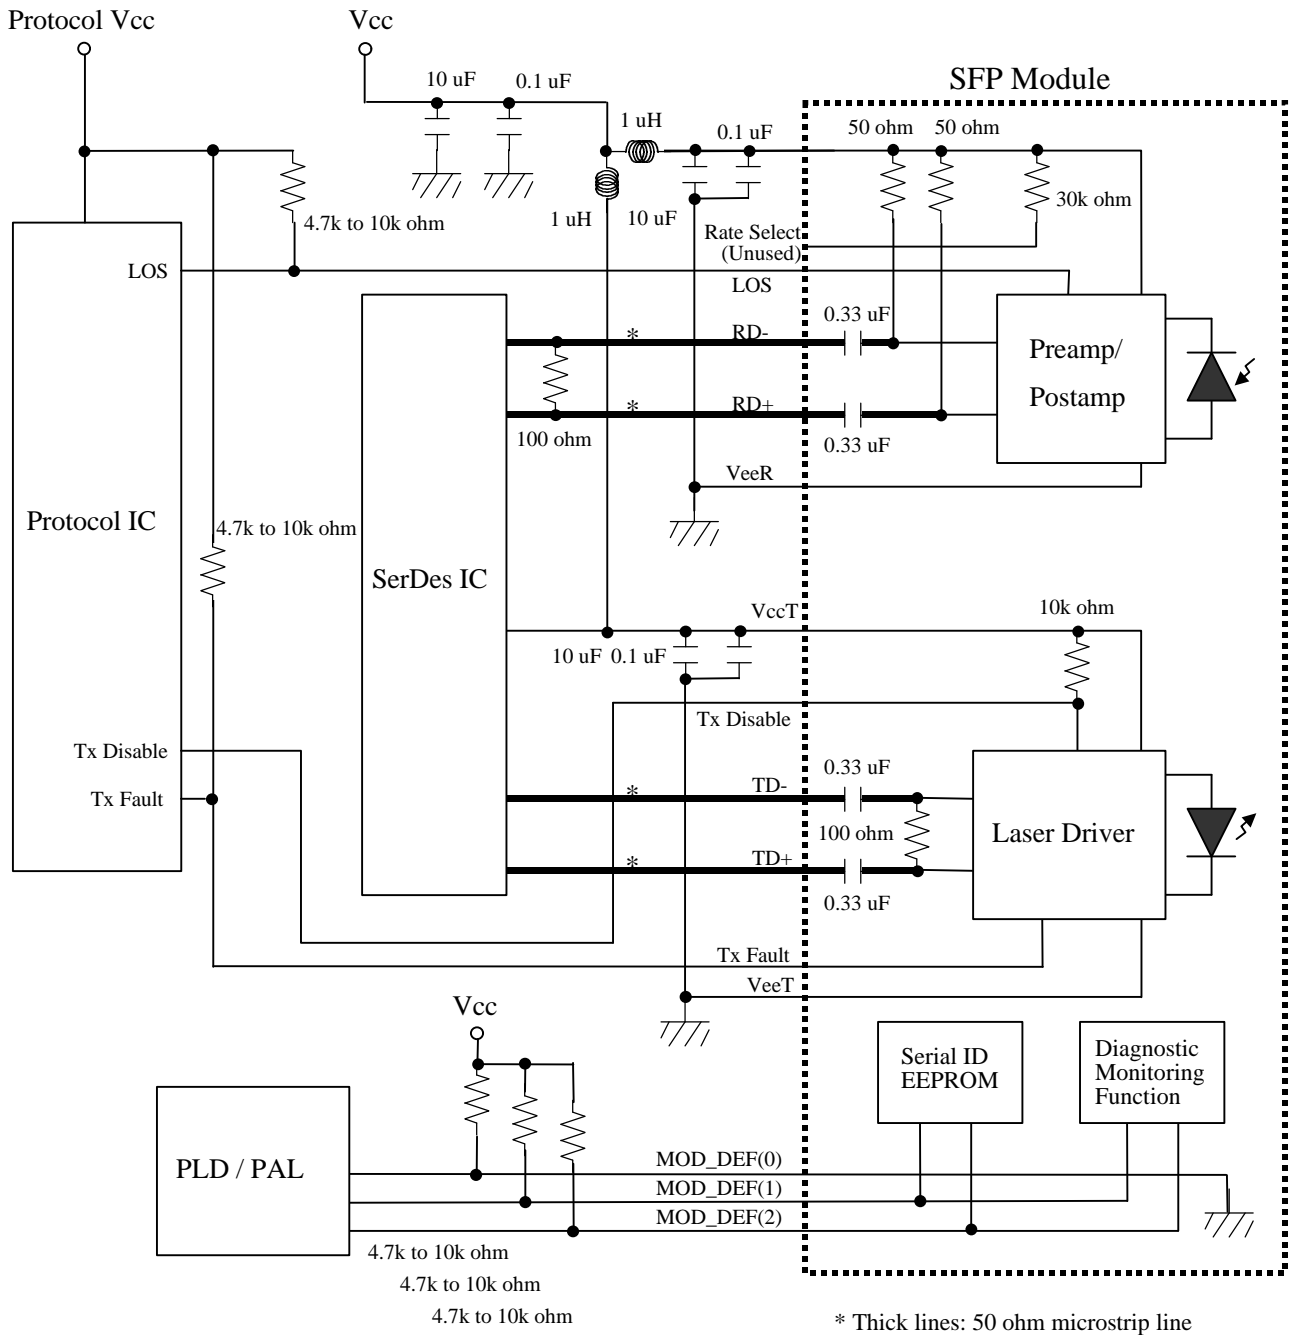 Protocol Vcc
Vcc
10 uF
0.1 uF
SFP Module
1 uH
0.1 uF
50 ohm
50 ohm
4.7k to 10k ohm
1 uH
10 uF
30k ohm
Rate Select
(Unused)
LOS
LOS
0.33 uF
*
RD-
Preamp/
Postamp
*
RD+
100 ohm
0.33 uF
VeeR
Protocol IC
4.7k to 10k ohm
SerDes IC
VccT
10k ohm
10 uF
0.1 uF
Tx Disable
Tx Disable
0.33 uF
*
TD-
Tx Fault
100 ohm
Laser Driver
*
TD+
0.33 uF
Tx Fault
VeeT
Vcc
Serial ID
EEPROM
Diagnostic
Monitoring
Function
PLD / PAL
MOD_DEF(0)
MOD_DEF(1)
MOD_DEF(2)
4.7k to 10k ohm
4.7k to 10k ohm
4.7k to 10k ohm
* Thick lines: 50 ohm microstrip line